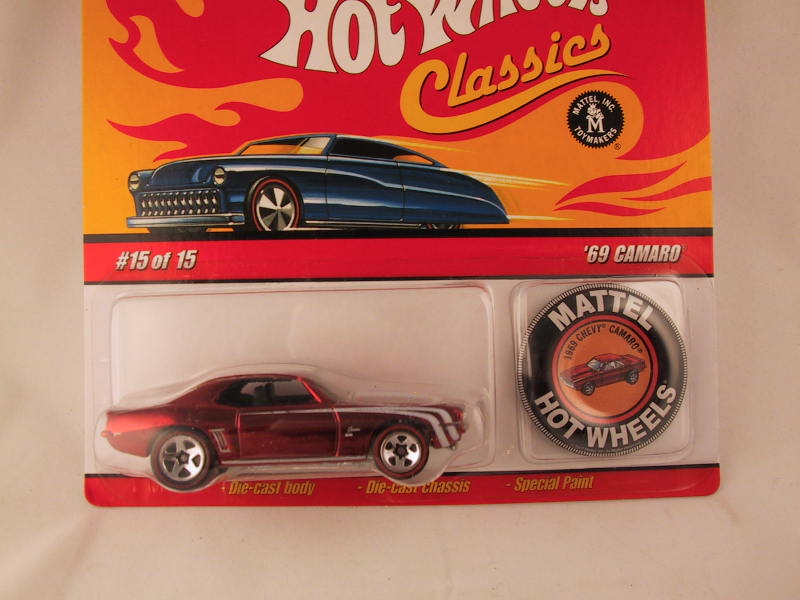 HOT WHEELS
Classics
MATTEL, INC.
M
TOYMAKERS
®
#15 of 15
'69 CAMARO
MATTEL
1969 CHEVY® CAMARO®
HOT WHEELS
- Die-cast body - Die-cast chassis - Special Paint